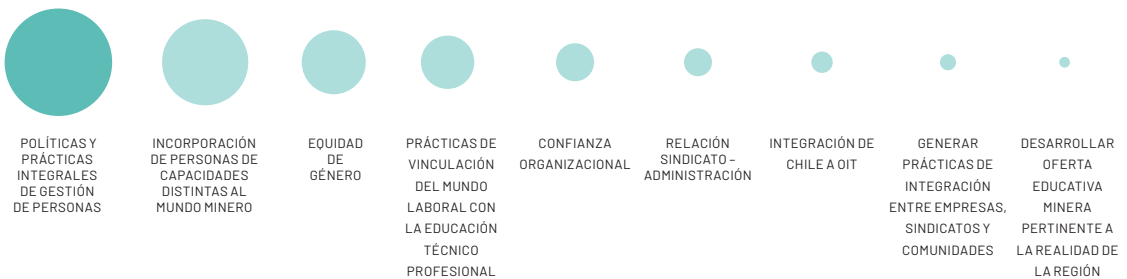 POLÍTICAS Y
PRÁCTICAS
INTEGRALES
DE GESTIÓN
DE PERSONAS
INCORPORACIÓN
DE PERSONAS DE
CAPACIDADES
DISTINTAS AL
MUNDO MINERO
EQUIDAD
DE
GÉNERO
PRÁCTICAS DE
VINCULACIÓN
DEL MUNDO
LABORAL CON
LA EDUCACIÓN
TÉCNICO
PROFESIONAL
CONFIANZA
ORGANIZACIONAL
RELACIÓN
SINDICATO –
ADMINISTRACIÓN
INTEGRACIÓN DE
CHILE A OIT
GENERAR
PRÁCTICAS DE
INTEGRACIÓN
ENTRE EMPRESAS,
SINDICATOS Y
COMUNIDADES
DESARROLLAR
OFERTA
EDUCATIVA
MINERA
PERTINENTE A
LA REALIDAD DE
LA REGIÓN